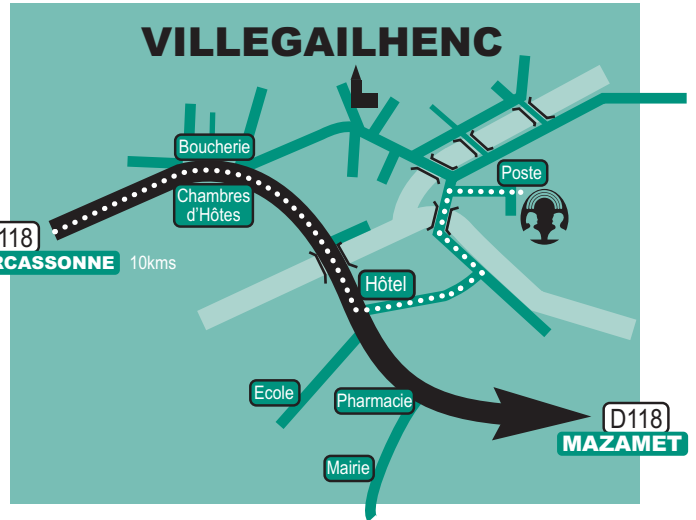 VILLEGAILHENC
Boucherie
Chambres
d'Hôtes
Poste
118
RCASSONNE 10kms
Hôtel
Ecole
Pharmacie
D118
MAZAMET
Mairie